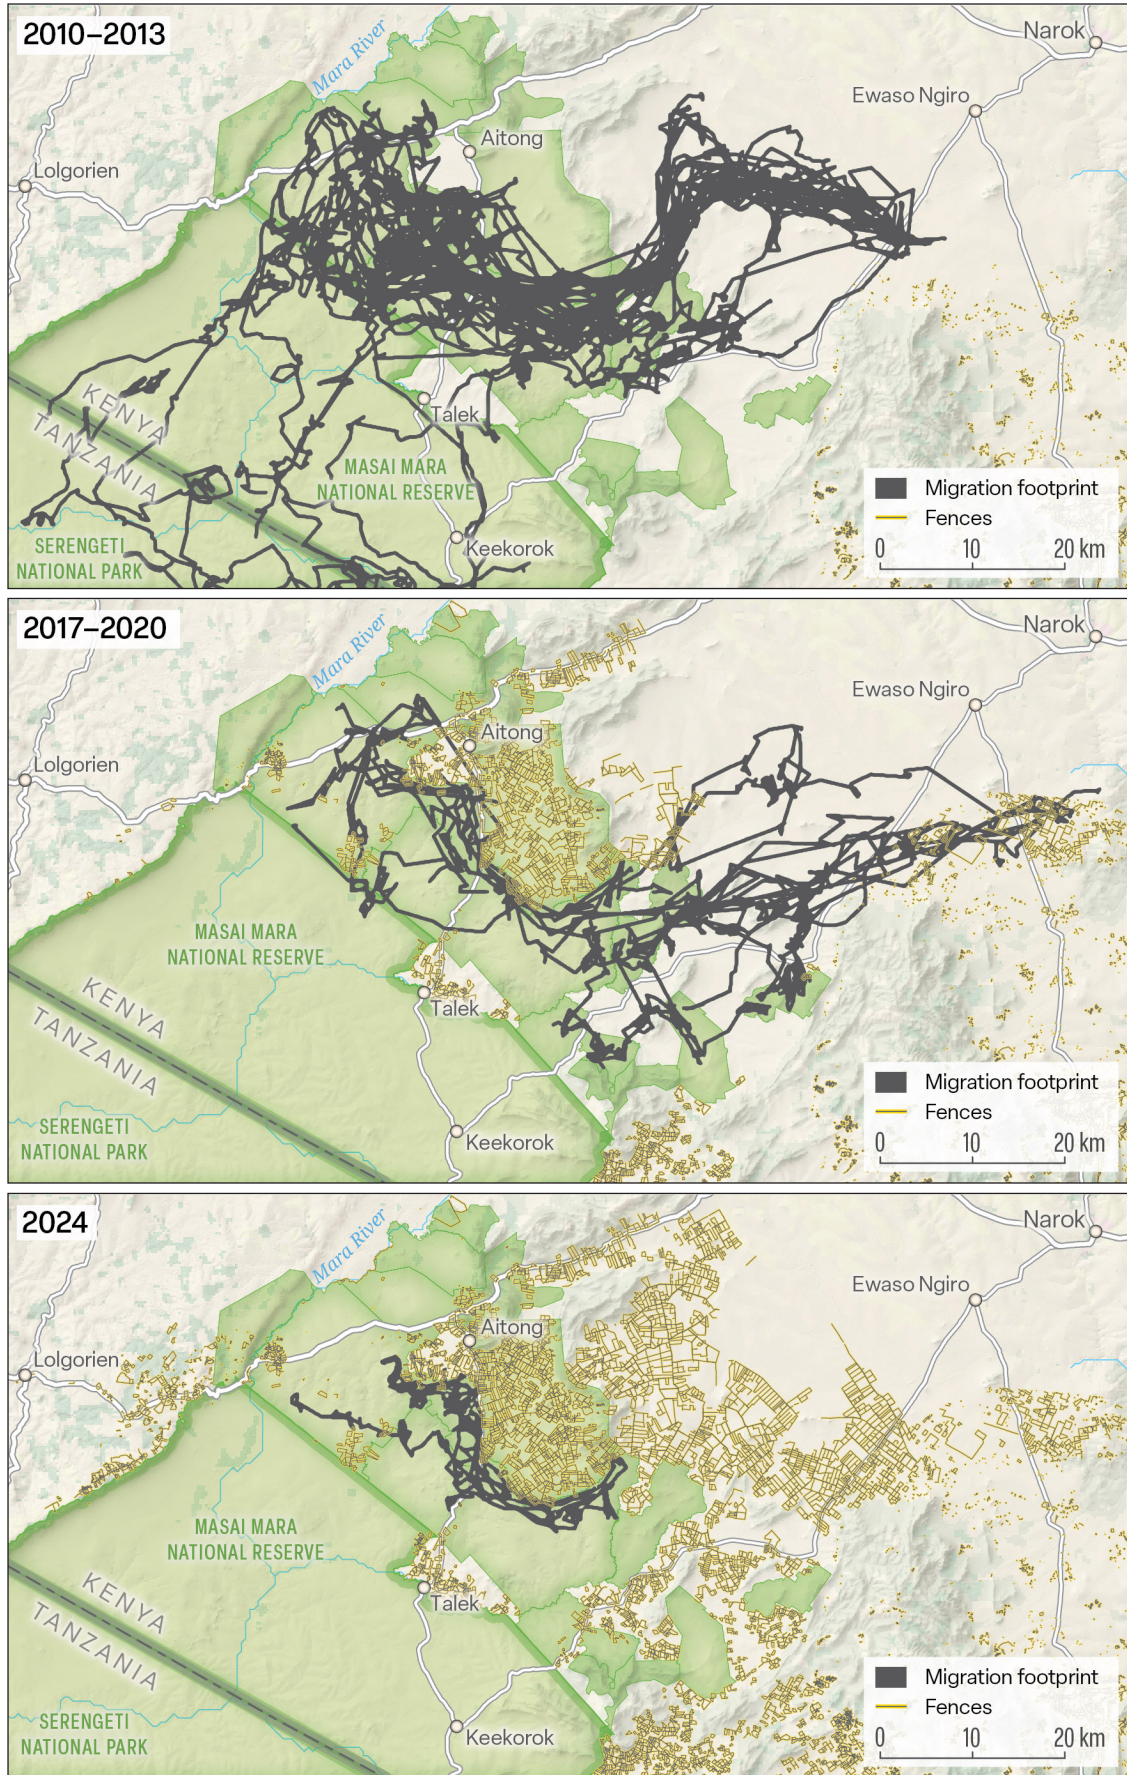 2010–2013
Mara River
Narok
Ewaso Ngiro
Aitong
Lolgorien
KENYA
TANZANIA
Talek
MASAI MARA
NATIONAL RESERVE
Keekorok
SERENGETI
NATIONAL PARK
Migration footprint
Fences
0 10 20 km
2017–2020
Mara River
Narok
Ewaso Ngiro
Aitong
Lolgorien
MASAI MARA
NATIONAL RESERVE
KENYA
TANZANIA
Talek
SERENGETI
NATIONAL PARK
Keekorok
Migration footprint
Fences
0 10 20 km
2024
Mara River
Narok
Ewaso Ngiro
Aitong
Lolgorien
MASAI MARA
NATIONAL RESERVE
KENYA
TANZANIA
Talek
SERENGETI
NATIONAL PARK
Keekorok
Migration footprint
Fences
0 10 20 km